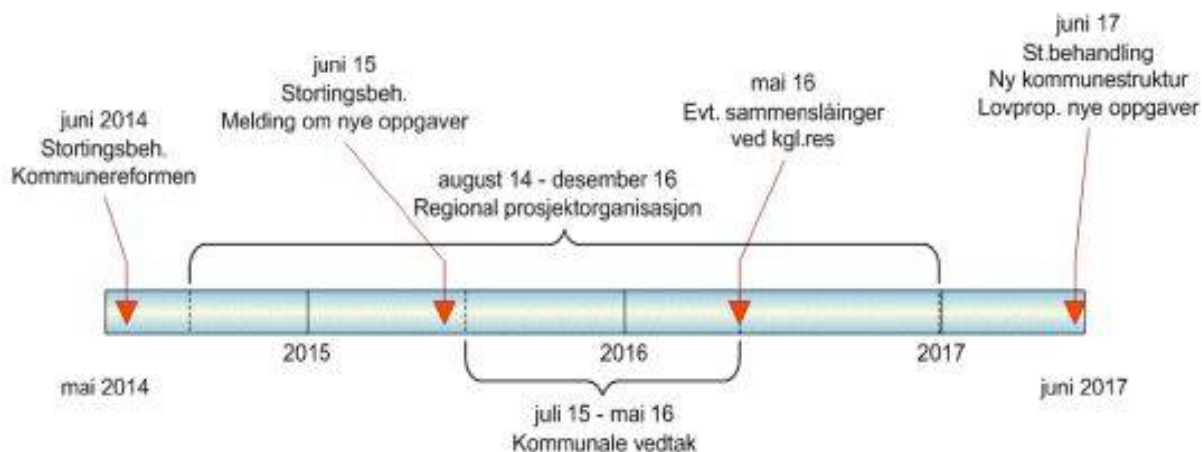 juni 2014
Stortingsbeh.
Kommunereformen
juni 15
Stortingsbeh.
Melding om nye oppgaver
august 14 - desember 16
Regional prosjektorganisasjon
mai 16
Evt. sammenslåinger
ved kgl.res
juni 17
St.behandling
Ny kommunestruktur
Lovprop. nye oppgaver
2015
2016
2017
mai 2014
juni 2017
juli 15 - mai 16
Kommunale vedtak